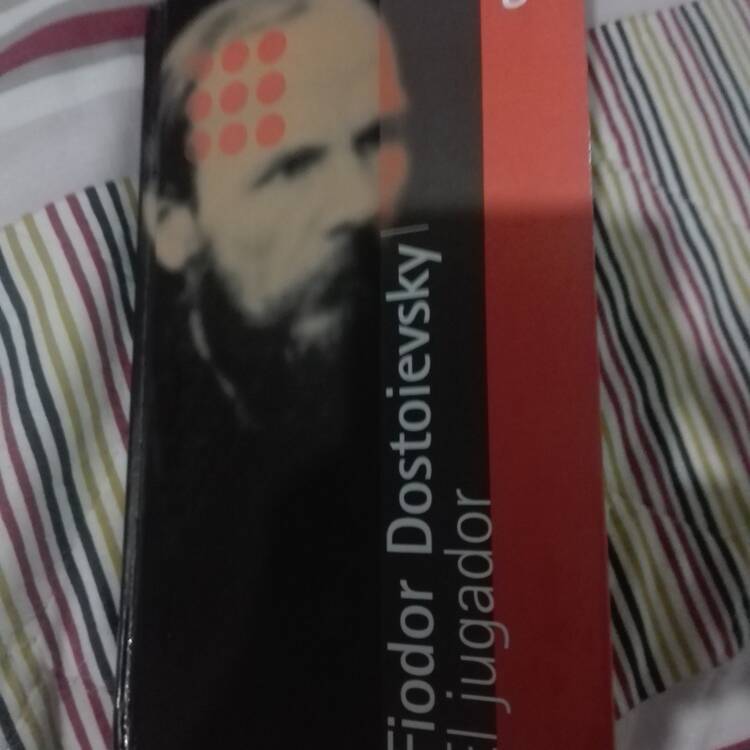 Fiodor Dostoievsky |
El jugador